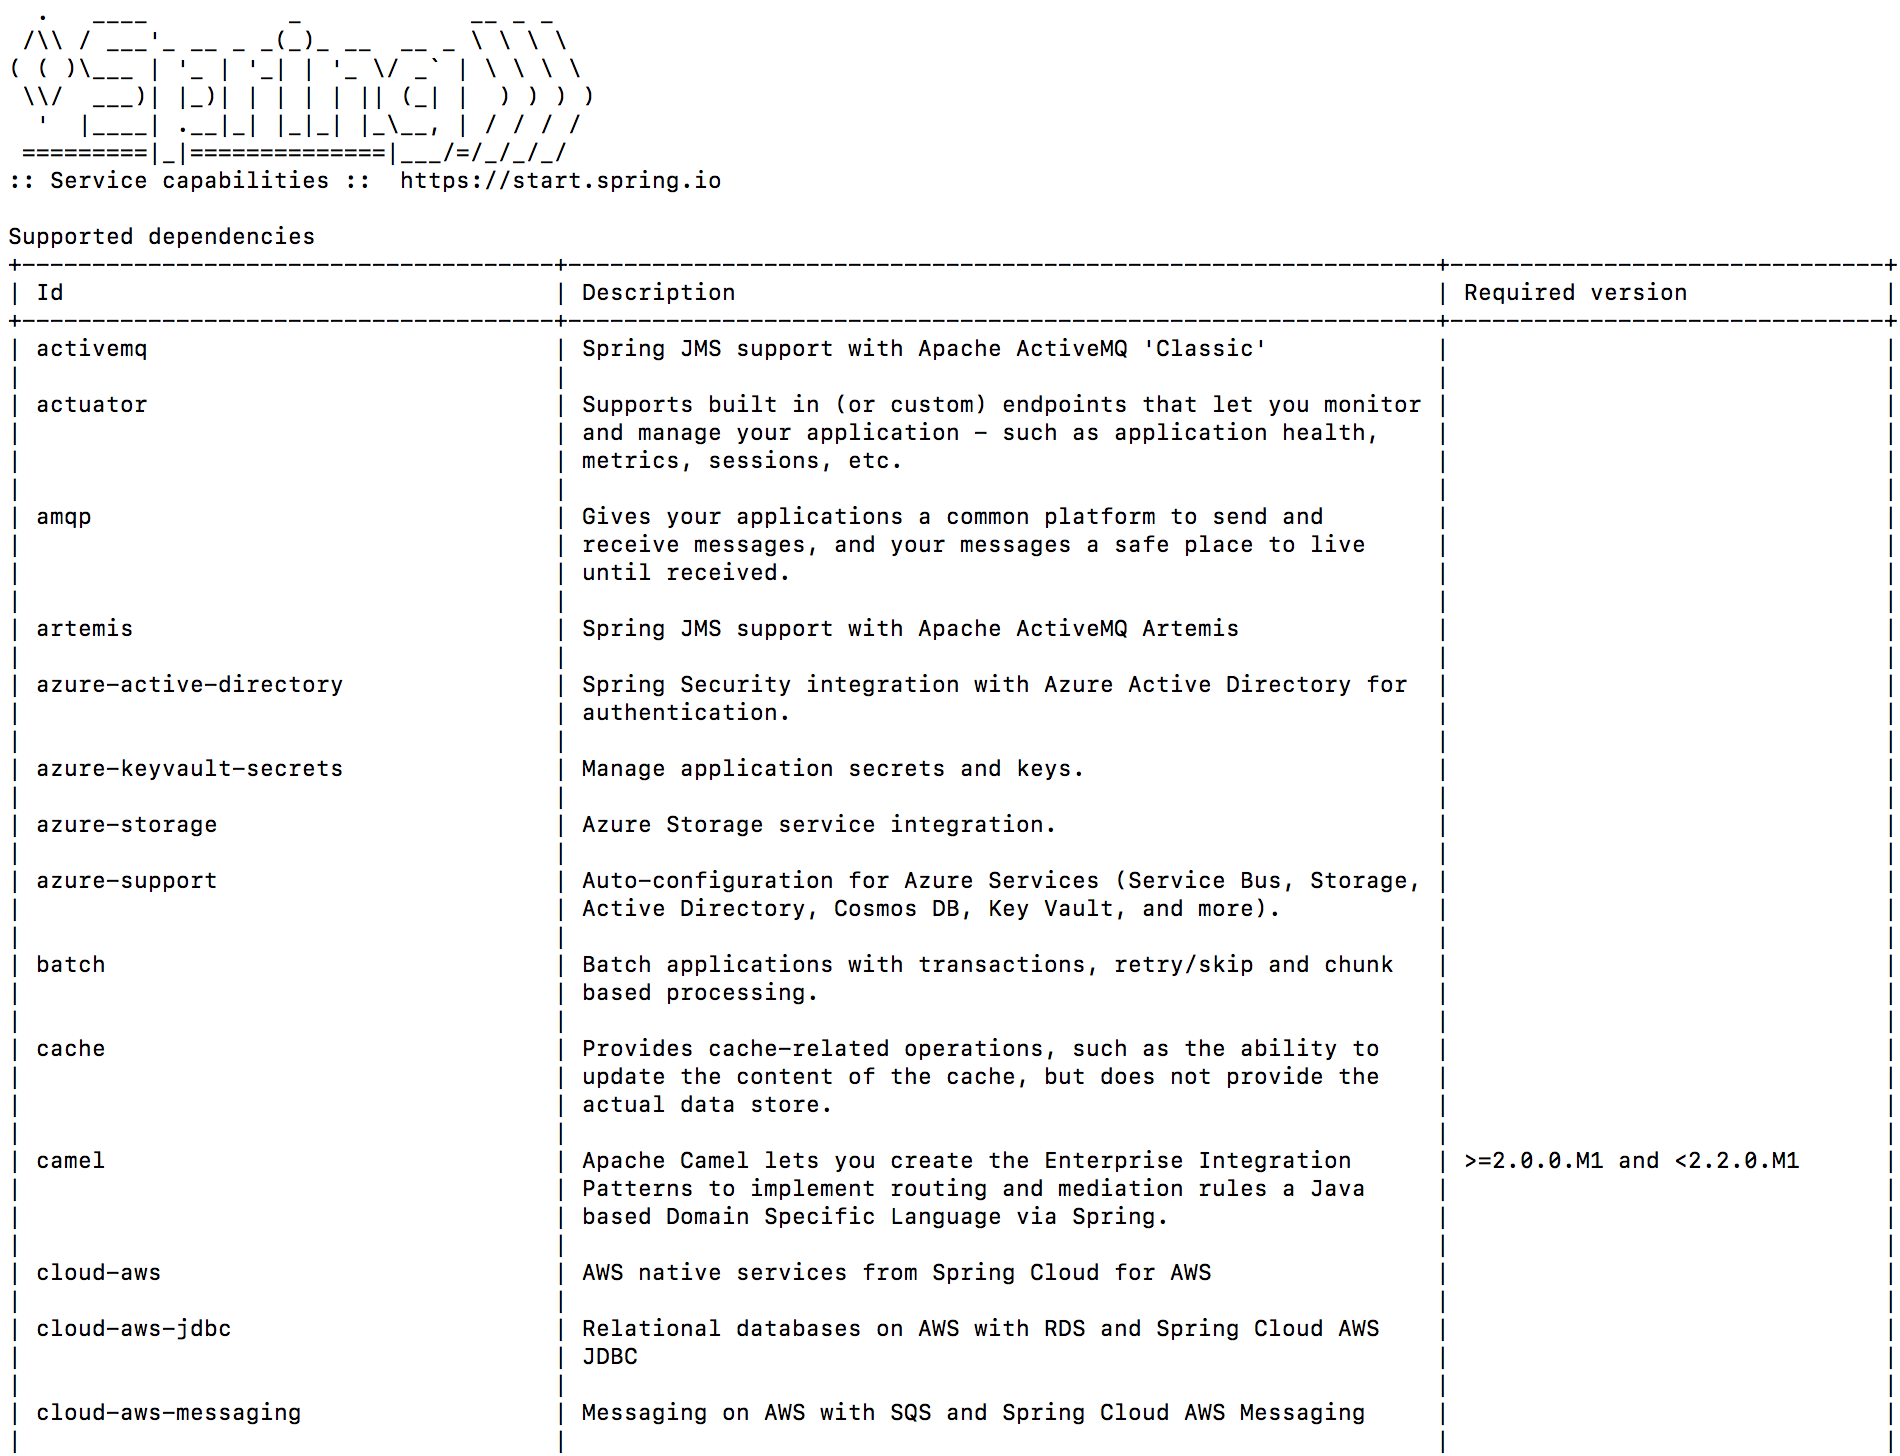 .   ____          _            __ _ _
 /\\ / ___'_ __ _ _(_)_ __  __ _ \ \ \ \
( ( )\___ | '_ | '_| | '_ \/ _` | \ \ \ \
 \\/  ___)| |_)| | | | | || (_| |  ) ) ) )
  '  |____| .__|_| |_|_| |_\__, | / / / /
 =========|_|==============|___/=/_/_/_/
:: Service capabilities ::  https://start.spring.io

Supported dependencies
+--------------------------------------+--------------------------------------------------------------+-------------------------------+
| Id                                   | Description                                                  | Required version              |
+--------------------------------------+--------------------------------------------------------------+-------------------------------+
| activemq                             | Spring JMS support with Apache ActiveMQ 'Classic'            |                               |
|                                      |                                                              |                               |
| actuator                             | Supports built in (or custom) endpoints that let you monitor |                               |
|                                      | and manage your application - such as application health,    |                               |
|                                      | metrics, sessions, etc.                                      |                               |
|                                      |                                                              |                               |
| amqp                                 | Gives your applications a common platform to send and        |                               |
|                                      | receive messages, and your messages a safe place to live     |                               |
|                                      | until received.                                              |                               |
|                                      |                                                              |                               |
| artemis                              | Spring JMS support with Apache ActiveMQ Artemis              |                               |
|                                      |                                                              |                               |
| azure-active-directory               | Spring Security integration with Azure Active Directory for  |                               |
|                                      | authentication.                                              |                               |
|                                      |                                                              |                               |
| azure-keyvault-secrets               | Manage application secrets and keys.                         |                               |
|                                      |                                                              |                               |
| azure-storage                        | Azure Storage service integration.                           |                               |
|                                      |                                                              |                               |
| azure-support                        | Auto-configuration for Azure Services (Service Bus, Storage, |                               |
|                                      | Active Directory, Cosmos DB, Key Vault, and more).           |                               |
|                                      |                                                              |                               |
| batch                                | Batch applications with transactions, retry/skip and chunk   |                               |
|                                      | based processing.                                            |                               |
|                                      |                                                              |                               |
| cache                                | Provides cache-related operations, such as the ability to    |                               |
|                                      | update the content of the cache, but does not provide the    |                               |
|                                      | actual data store.                                           |                               |
|                                      |                                                              |                               |
| camel                                | Apache Camel lets you create the Enterprise Integration      | >=2.0.0.M1 and <2.2.0.M1      |
|                                      | Patterns to implement routing and mediation rules a Java     |                               |
|                                      | based Domain Specific Language via Spring.                   |                               |
|                                      |                                                              |                               |
| cloud-aws                            | AWS native services from Spring Cloud for AWS                |                               |
|                                      |                                                              |                               |
| cloud-aws-jdbc                       | Relational databases on AWS with RDS and Spring Cloud AWS    |                               |
|                                      | JDBC                                                         |                               |
|                                      |                                                              |                               |
| cloud-aws-messaging                  | Messaging on AWS with SQS and Spring Cloud AWS Messaging     |                               |
|                                      |                                                              |                               |